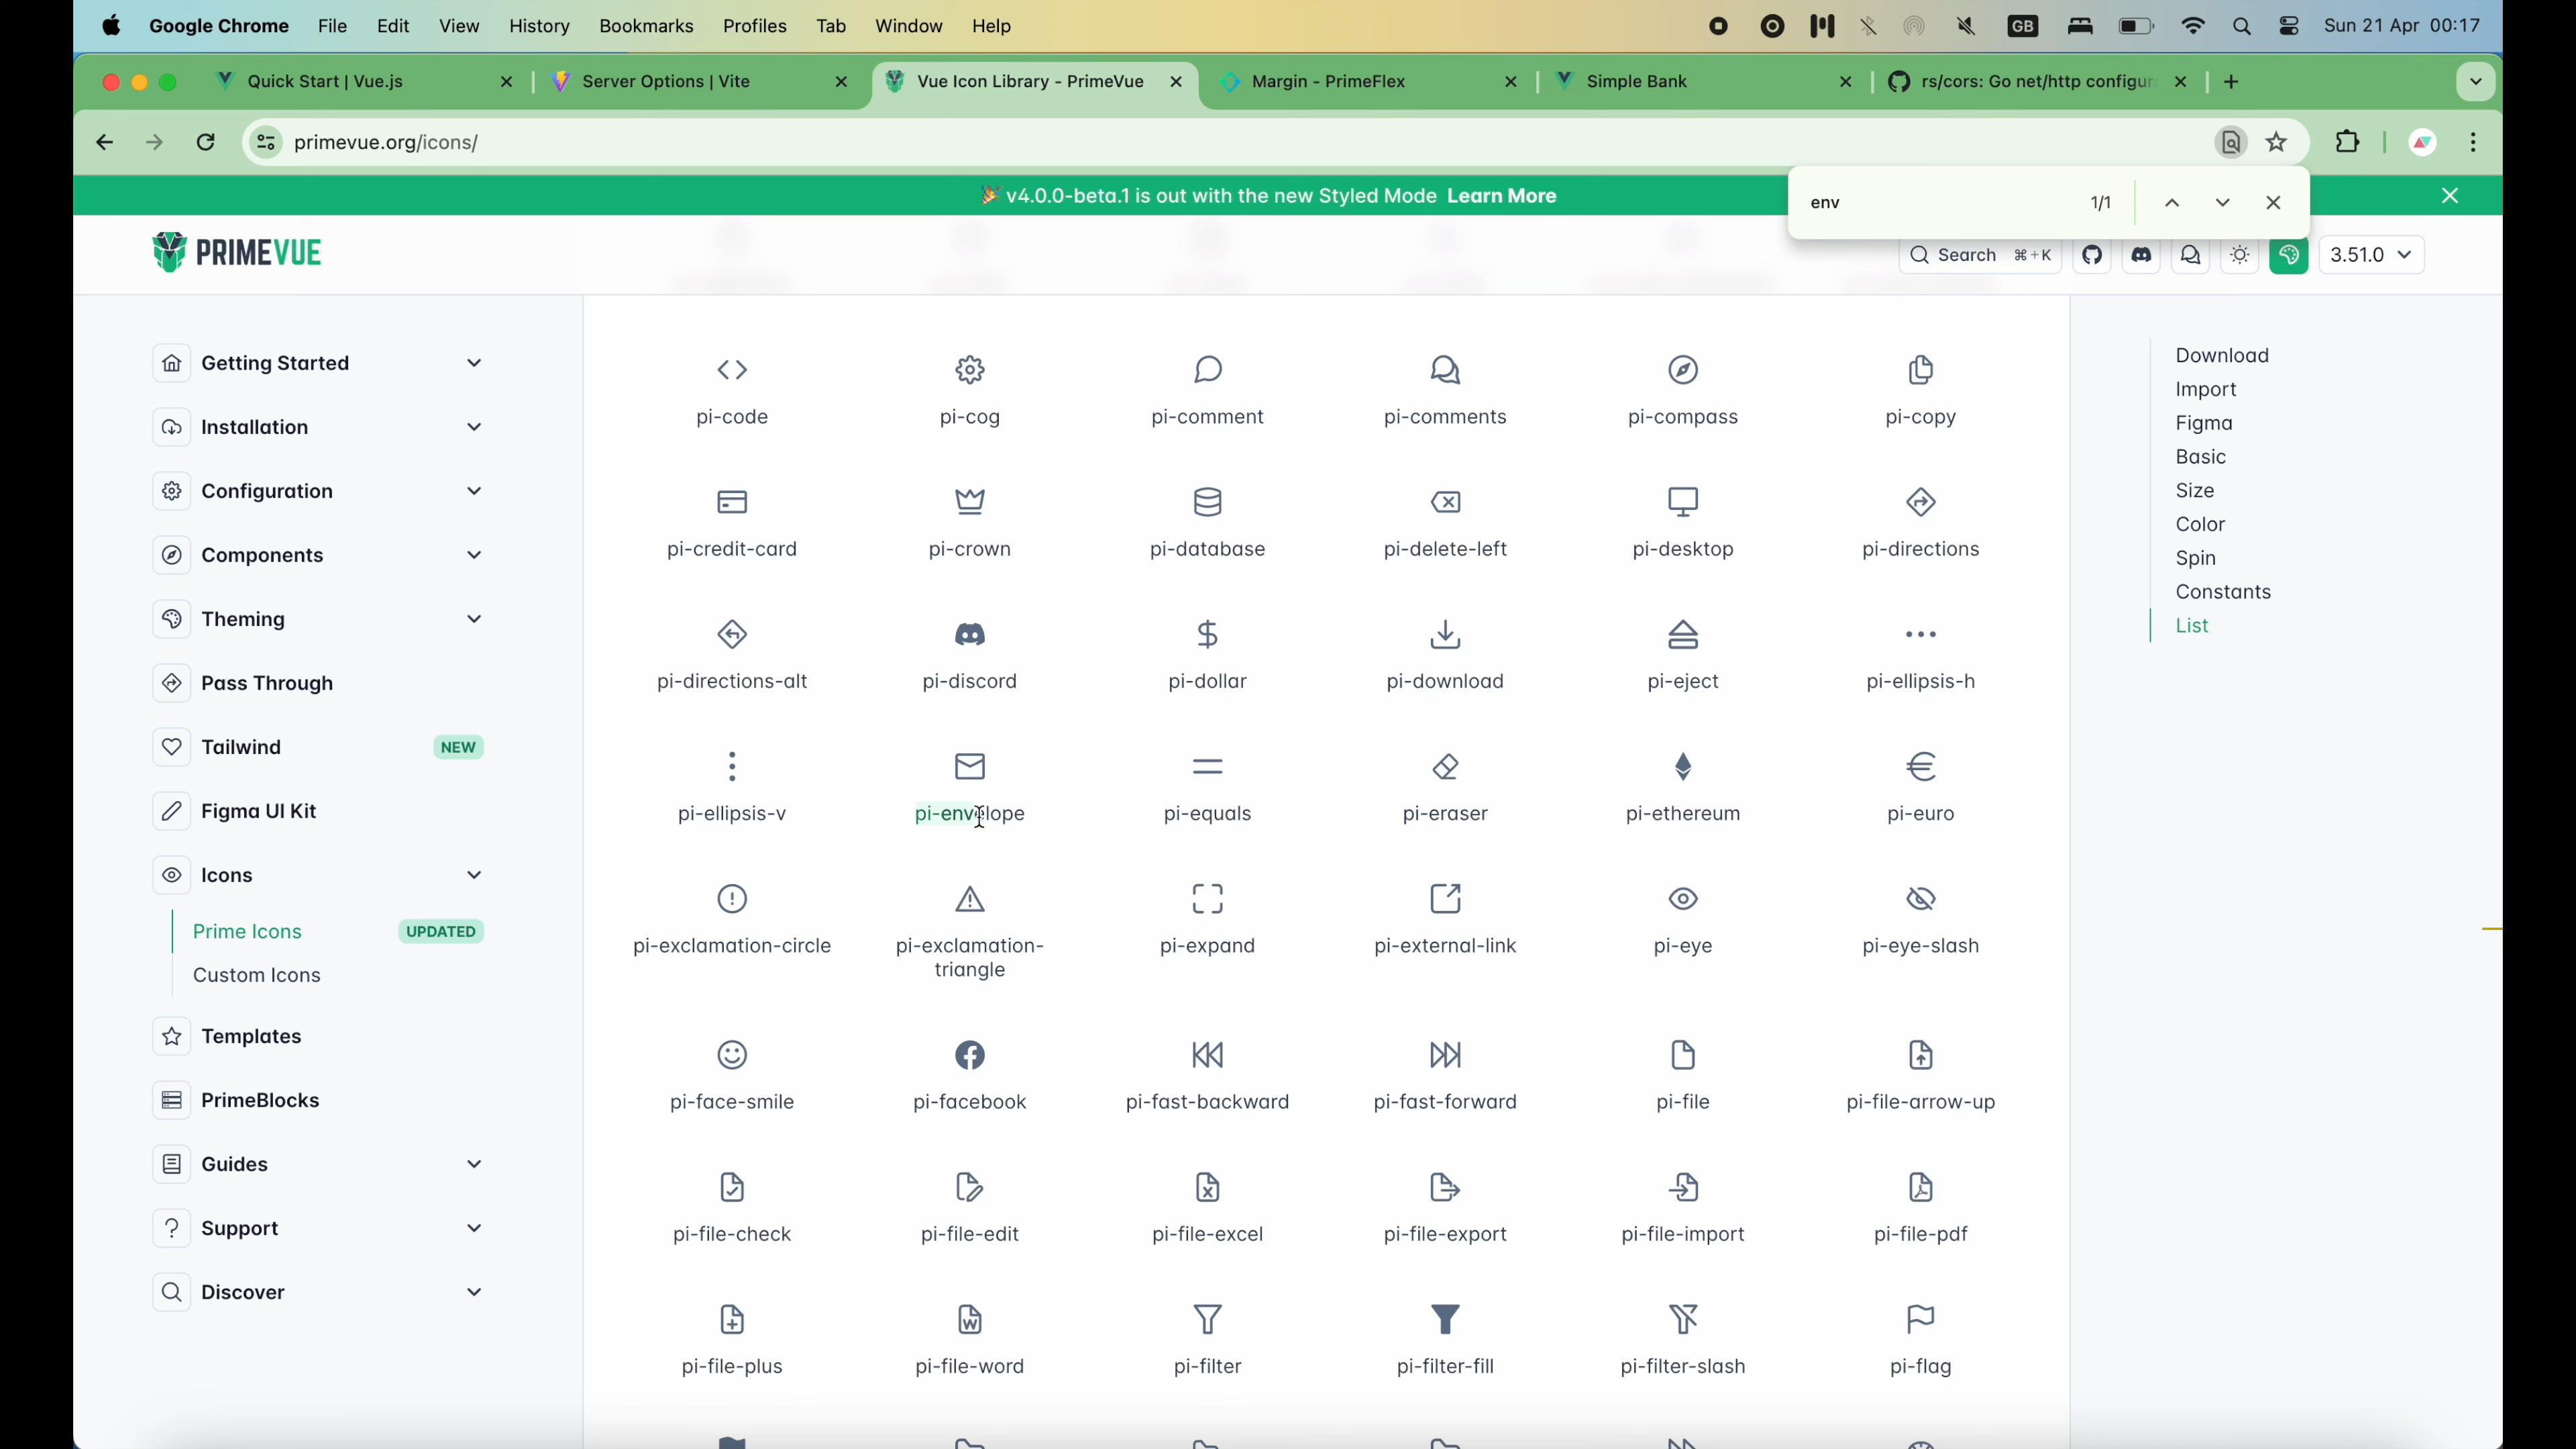 Google Chrome File Edit View History Bookmarks Profiles Tab Window Help GB Sun 21 Apr 00:17
Quick Start | Vue.js Server Options | Vite Vue Icon Library - PrimeVue Margin - PrimeFlex Simple Bank rs/cors: Go net/http configur
primevue.org/icons/
🎉 v4.0.0-beta.1 is out with the new Styled Mode Learn More
env 1/1
PRIMEVUE
Search ⌘+K 3.51.0
Getting Started
Installation
Configuration
Components
Theming
Pass Through
Tailwind NEW
Figma UI Kit
Icons
Prime Icons UPDATED
Custom Icons
Templates
PrimeBlocks
Guides
Support
Discover
pi-code pi-cog pi-comment pi-comments pi-compass pi-copy
pi-credit-card pi-crown pi-database pi-delete-left pi-desktop pi-directions
pi-directions-alt pi-discord pi-dollar pi-download pi-eject pi-ellipsis-h
pi-ellipsis-v pi-envelope pi-equals pi-eraser pi-ethereum pi-euro
pi-exclamation-circle pi-exclamation- pi-expand pi-external-link pi-eye pi-eye-slash
triangle
pi-face-smile pi-facebook pi-fast-backward pi-fast-forward pi-file pi-file-arrow-up
pi-file-check pi-file-edit pi-file-excel pi-file-export pi-file-import pi-file-pdf
pi-file-plus pi-file-word pi-filter pi-filter-fill pi-filter-slash pi-flag
Download
Import
Figma
Basic
Size
Color
Spin
Constants
List